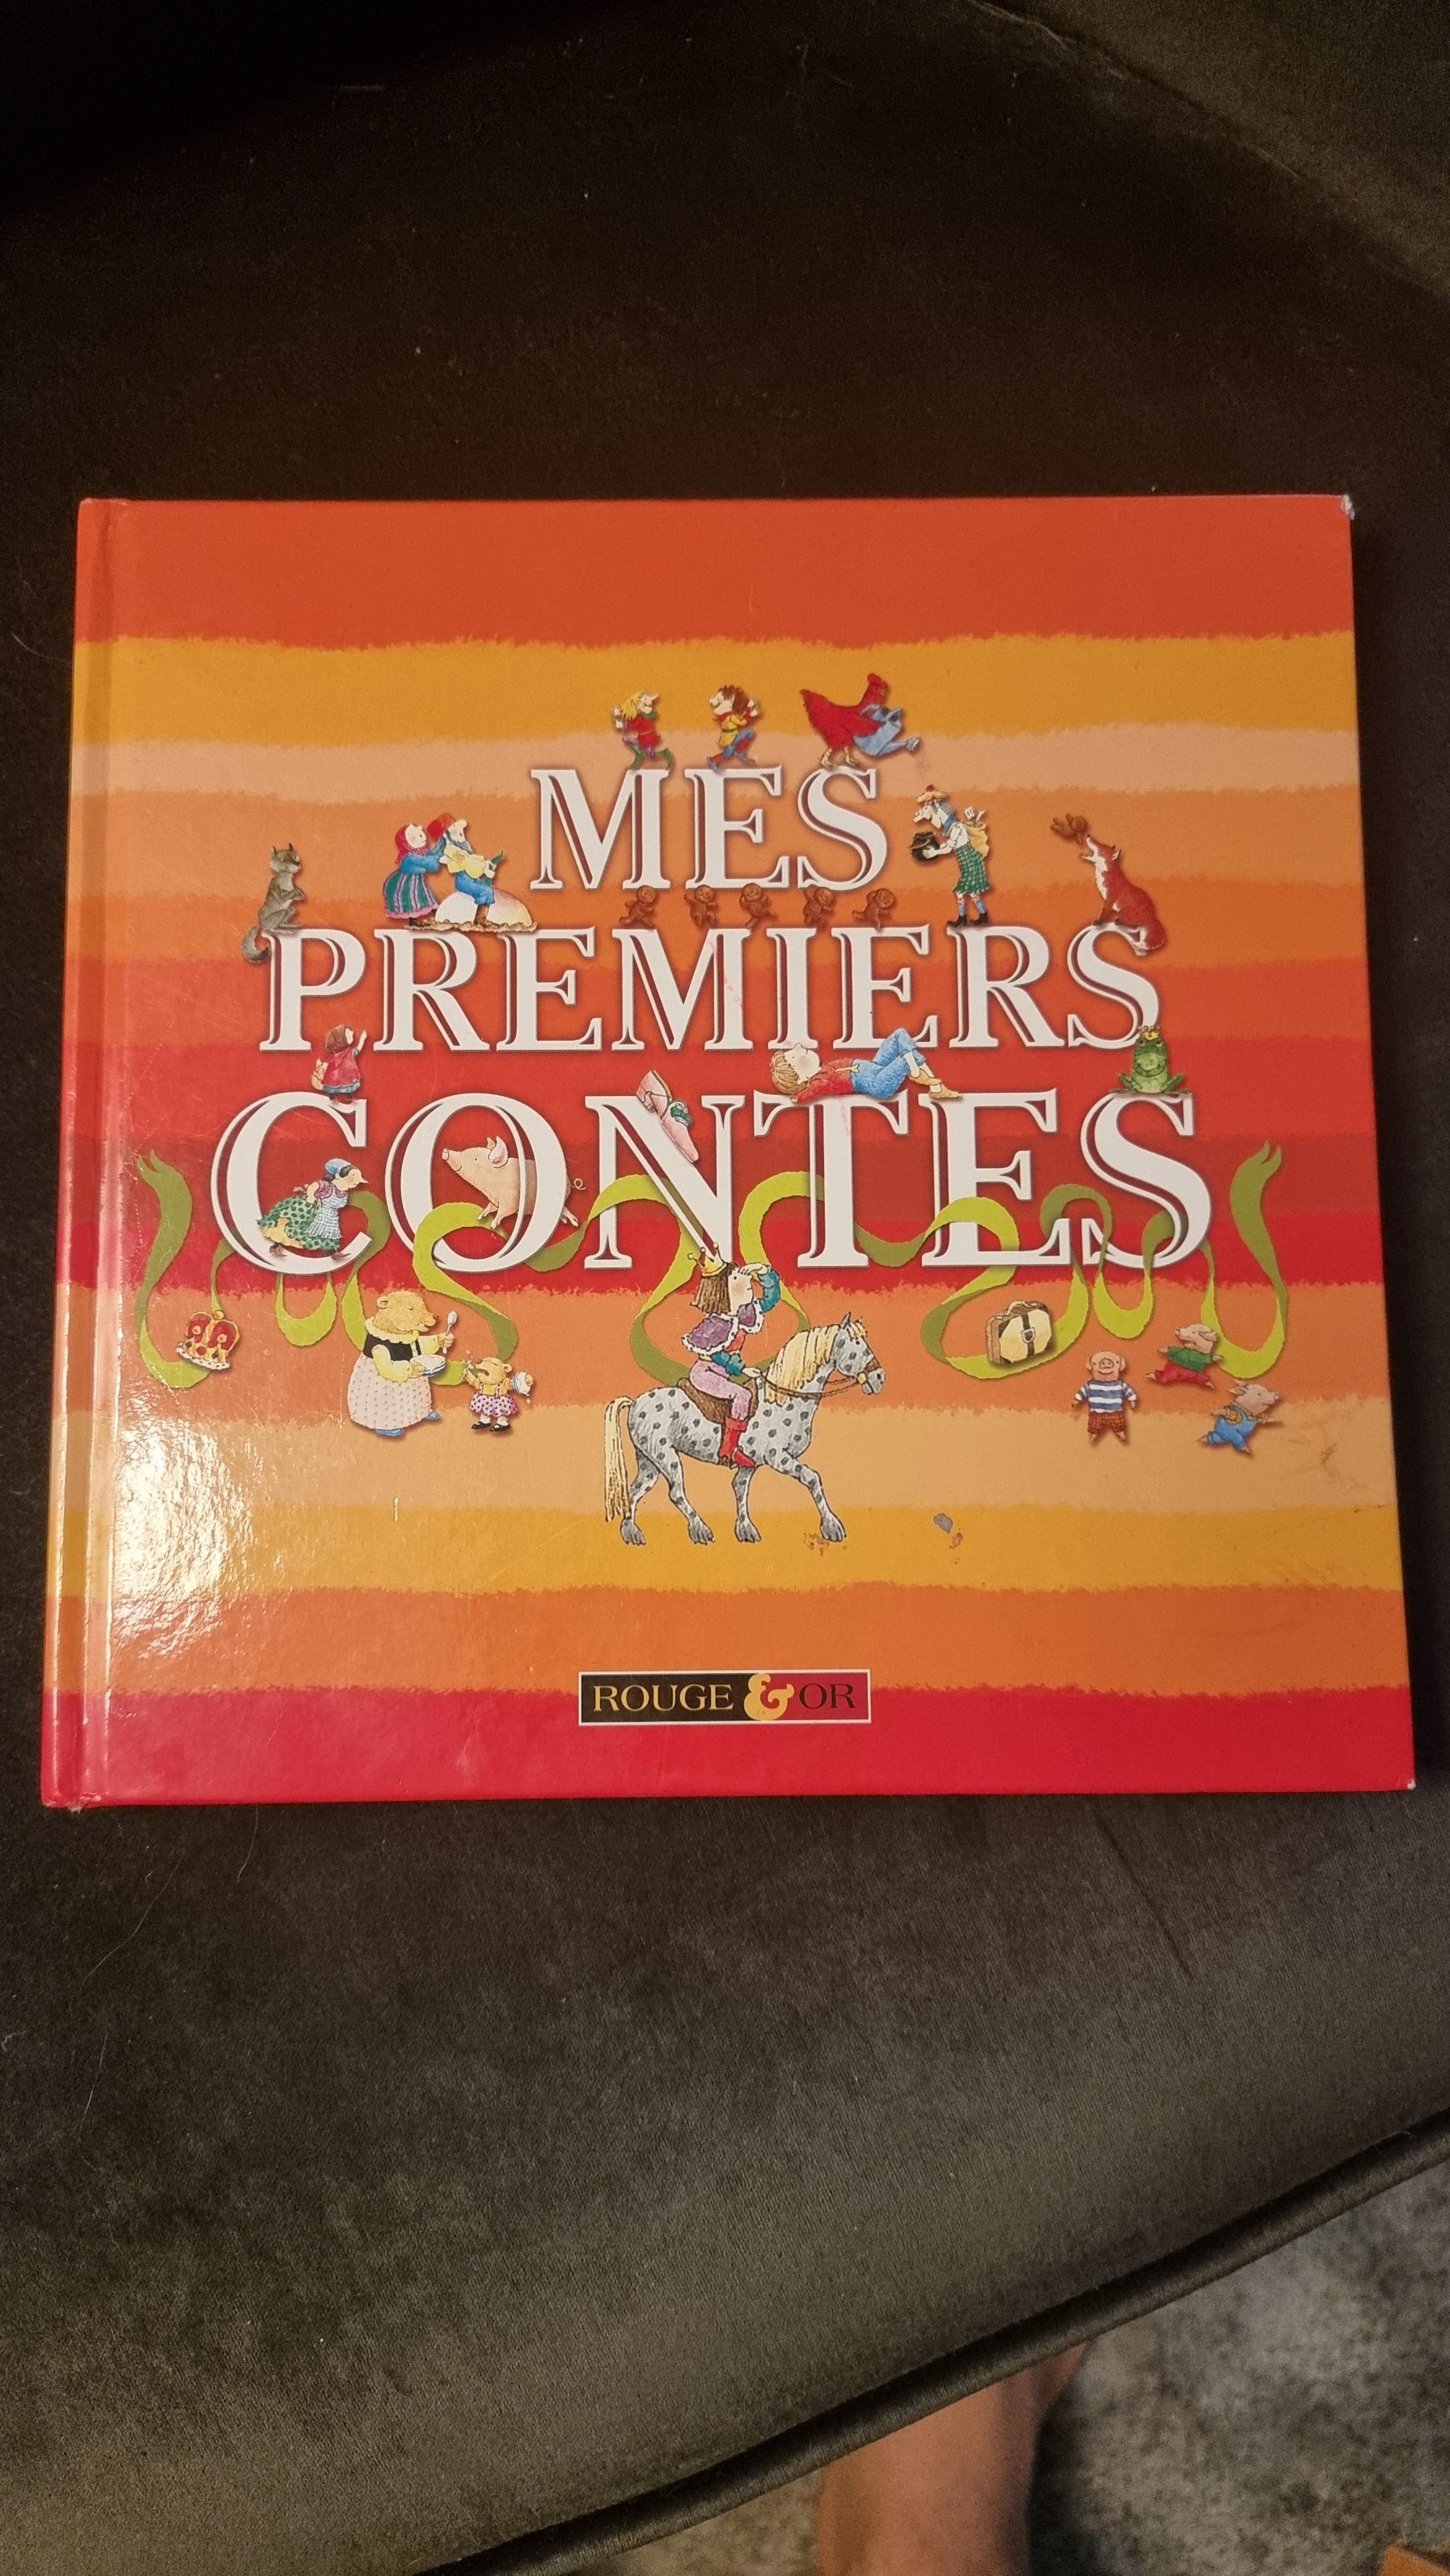 MES
PREMIERS
CONTES
ROUGE & OR